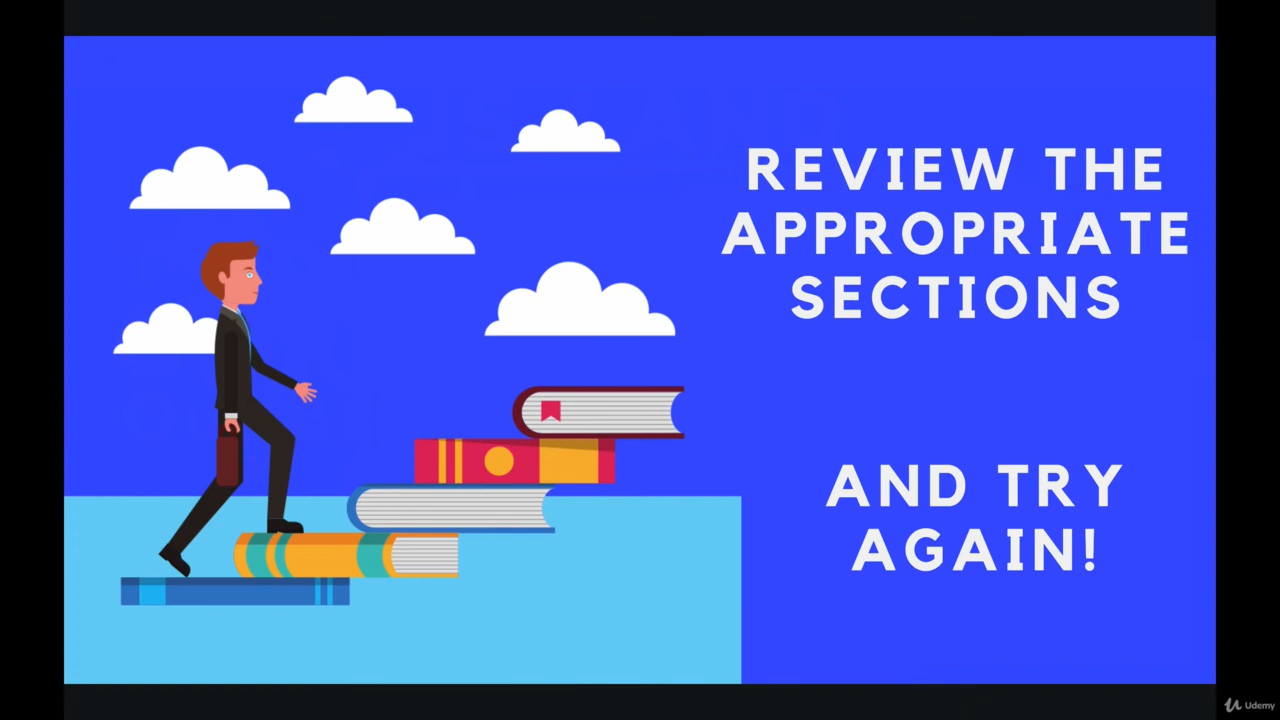 REVIEW THE
APPROPRIATE
SECTIONS
AND TRY
AGAIN!
Udemy